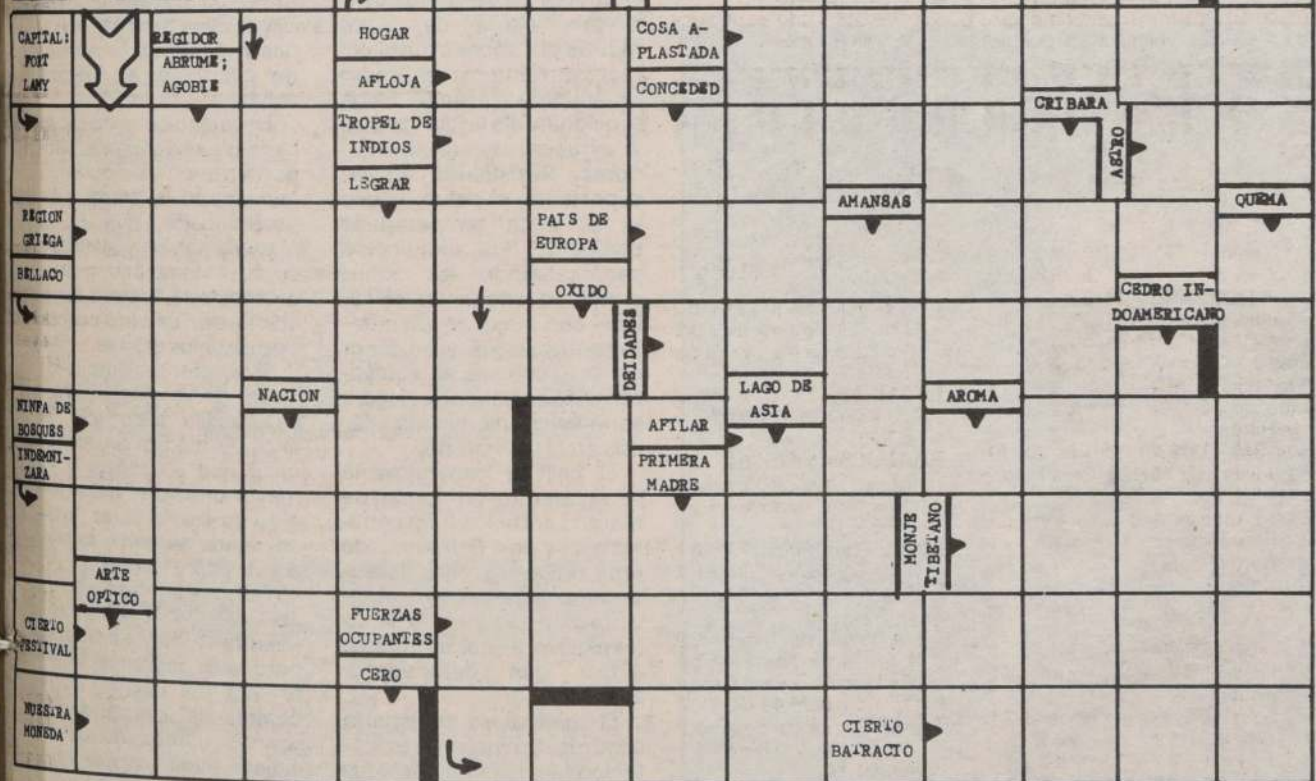 CAPITAL:
FORT
LAMY
REGIDOR
ABRUME;
AGOBIE
HOGAR
AFLOJA
COSA A-
PLASTADA
CONCEDED
TROPEL DE
INDIOS
LEGRAR
CRIBARA
ASTRO
REGION
GRIEGA
BELLACO
PAIS DE
EUROPA
OXIDO
AMANSAS
QUEMA
DEIDADES
CEDRO IN-
DOAMERICANO
NINFA DE
BOSQUES
INDEMNI-
ZARA
NACION
AFILAR
PRIMERA
MADRE
LAGO DE
ASIA
AROMA
MONJE
TIBETANO
ARTE
OPTICO
CIERTO
FESTIVAL
FUERZAS
OCUPANTES
CERO
NUESTRA
MONEDA
CIERTO
BATRACIO